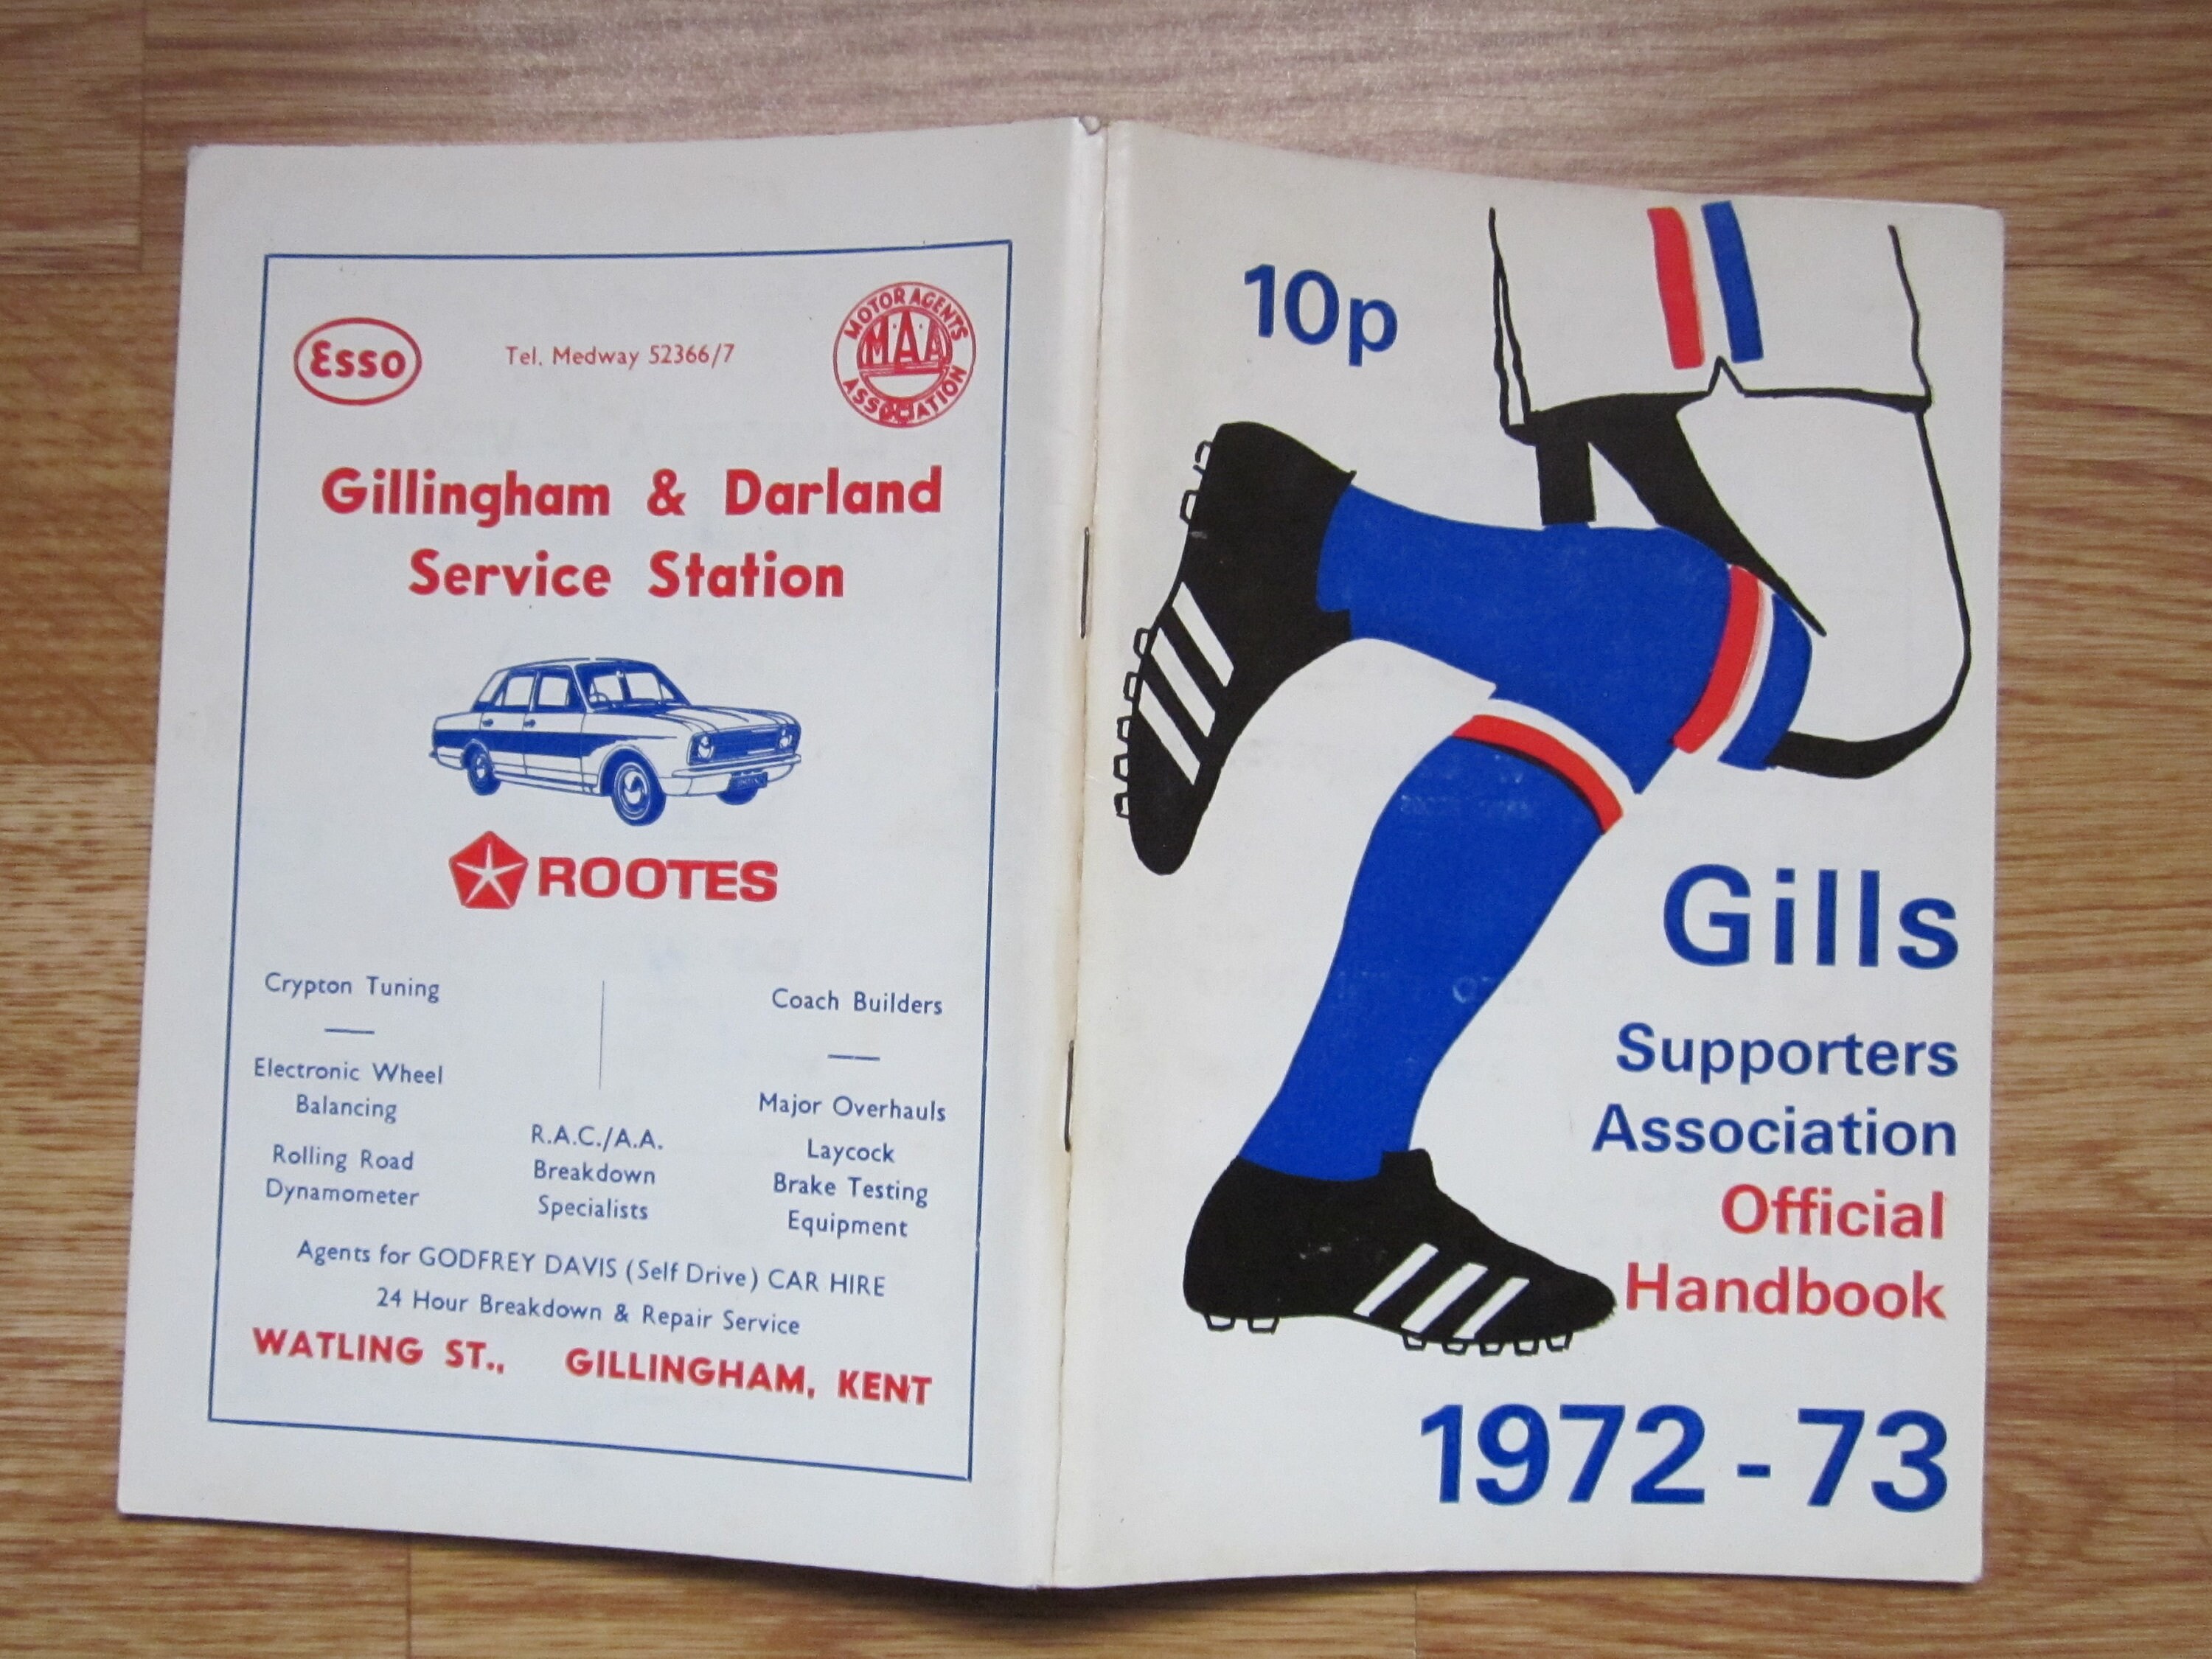 Esso
Tel. Medway 52366/7
MOTOR AGENTS
MAA
ASSOCIATION
Gillingham & Darland
Service Station
ROOTES
Crypton Tuning
Electronic Wheel
Balancing
Rolling Road
Dynamometer
R.A.C./A.A.
Breakdown
Specialists
Coach Builders
Major Overhauls
Laycock
Brake Testing
Equipment
Agents for GODFREY DAVIS (Self Drive) CAR HIRE
24 Hour Breakdown & Repair Service
WATLING ST., GILLINGHAM, KENT
10p
Gills
Supporters
Association
Official
Handbook
1972-73